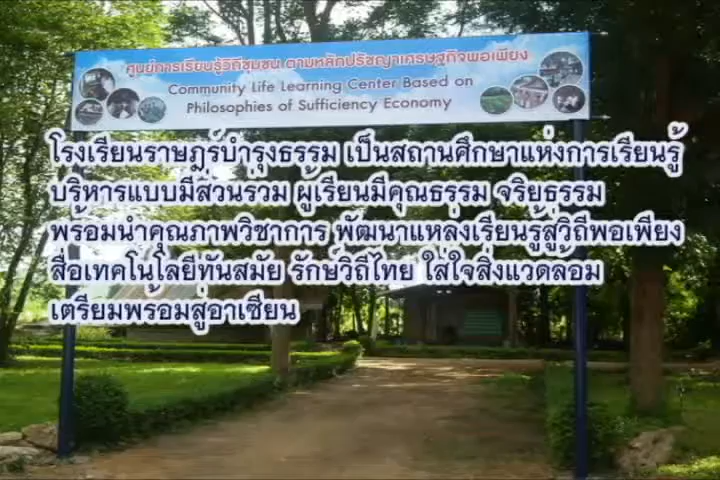 ศูนย์การเรียนรู้วิถีชุมชน ตามหลักปรัชญาเศรษฐกิจพอเพียง
Community Life Learning Center Based on
Philosophies of Sufficiency Economy
โรงเรียนราษฎร์บำรุงธรรม เป็นสถานศึกษาแห่งการเรียนรู้
บริหารแบบมีส่วนร่วม ผู้เรียนมีคุณธรรม จริยธรรม
พร้อมนำคุณภาพวิชาการ พัฒนาแหล่งเรียนรู้สู่วิถีพอเพียง
สื่อเทคโนโลยีทันสมัย รักษ์วิถีไทย ใส่ใจสิ่งแวดล้อม
เตรียมพร้อมสู่อาเซียน